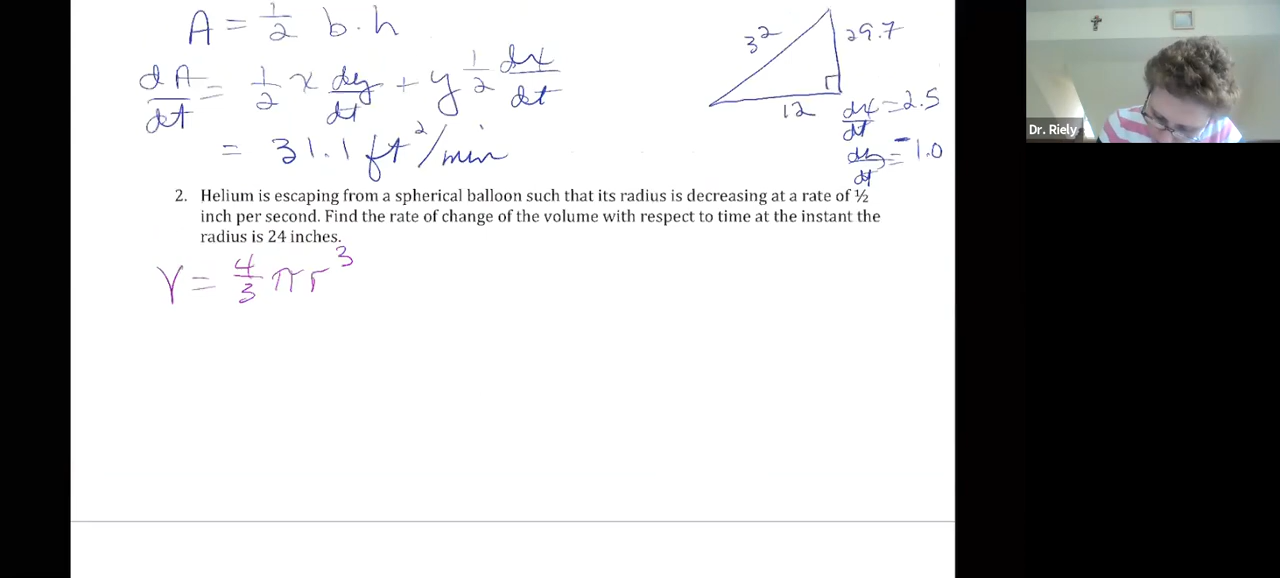 A = 1/2 b·h
dA/dt = 1/2 x dy/dt + y 1/2 dx/dt
= 31.1 ft²/min
32
29.7
12
dx/dt = 2.5
dy/dt = -1.0
Dr. Riely
2. Helium is escaping from a spherical balloon such that its radius is decreasing at a rate of ½
inch per second. Find the rate of change of the volume with respect to time at the instant the
radius is 24 inches.
V = 4/3 πr³